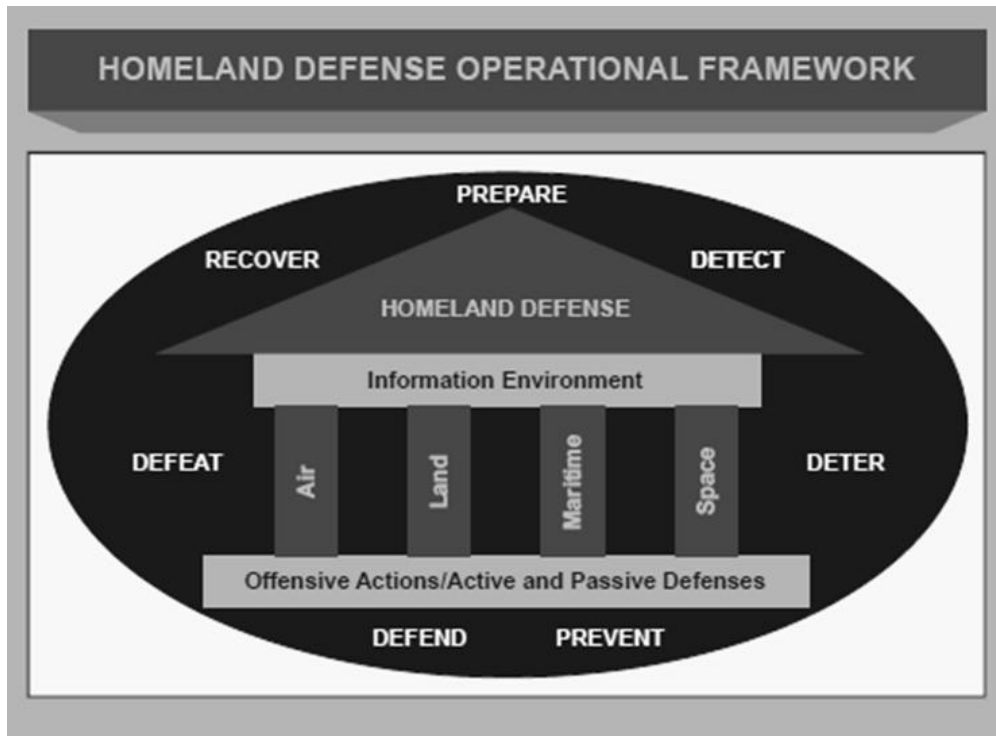 HOMELAND DEFENSE OPERATIONAL FRAMEWORK
PREPARE
RECOVER
DETECT
HOMELAND DEFENSE
Information Environment
DEFEAT
Air
Land
Maritime
Space
DETER
Offensive Actions/Active and Passive Defenses
DEFEND
PREVENT